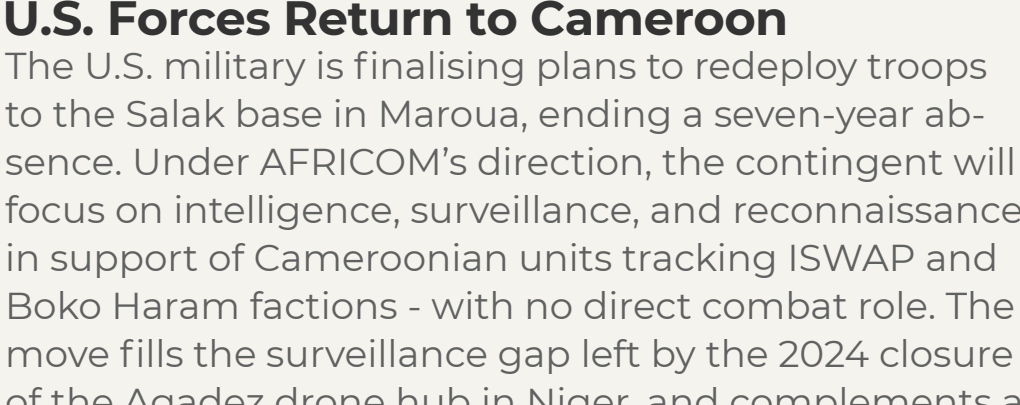 U.S. Forces Return to Cameroon
The U.S. military is finalising plans to redeploy troops
to the Salak base in Maroua, ending a seven-year ab-
sence. Under AFRICOM's direction, the contingent will
focus on intelligence, surveillance, and reconnaissance
in support of Cameroonian units tracking ISWAP and
Boko Haram factions - with no direct combat role. The
move fills the surveillance gap left by the 2024 closure
of the Agadez drone hub in Niger, and complements a